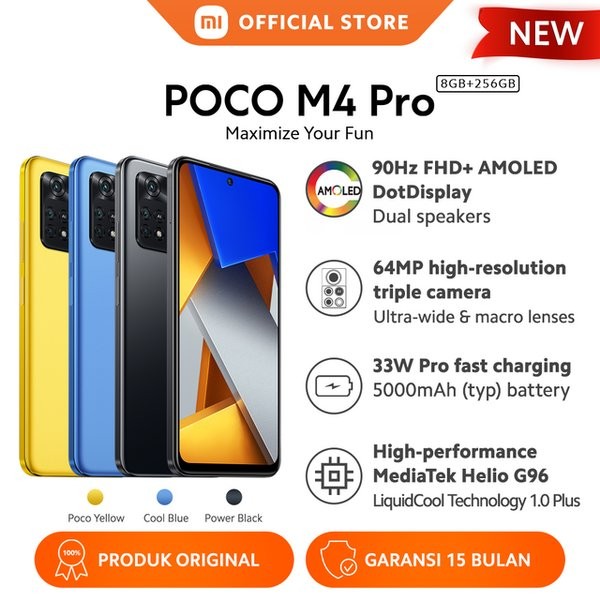 mi OFFICIAL STORE
NEW
8GB+256GB
POCO M4 Pro
Maximize Your Fun
AMOLED
90Hz FHD+ AMOLED
DotDisplay
Dual speakers
64MP high-resolution
triple camera
Ultra-wide & macro lenses
33W Pro fast charging
5000mAh (typ) battery
High-performance
MediaTek Helio G96
LiquidCool Technology 1.0 Plus
Poco Yellow
Cool Blue
Power Black
100%
PRODUK ORIGINAL
GARANSI 15 BULAN